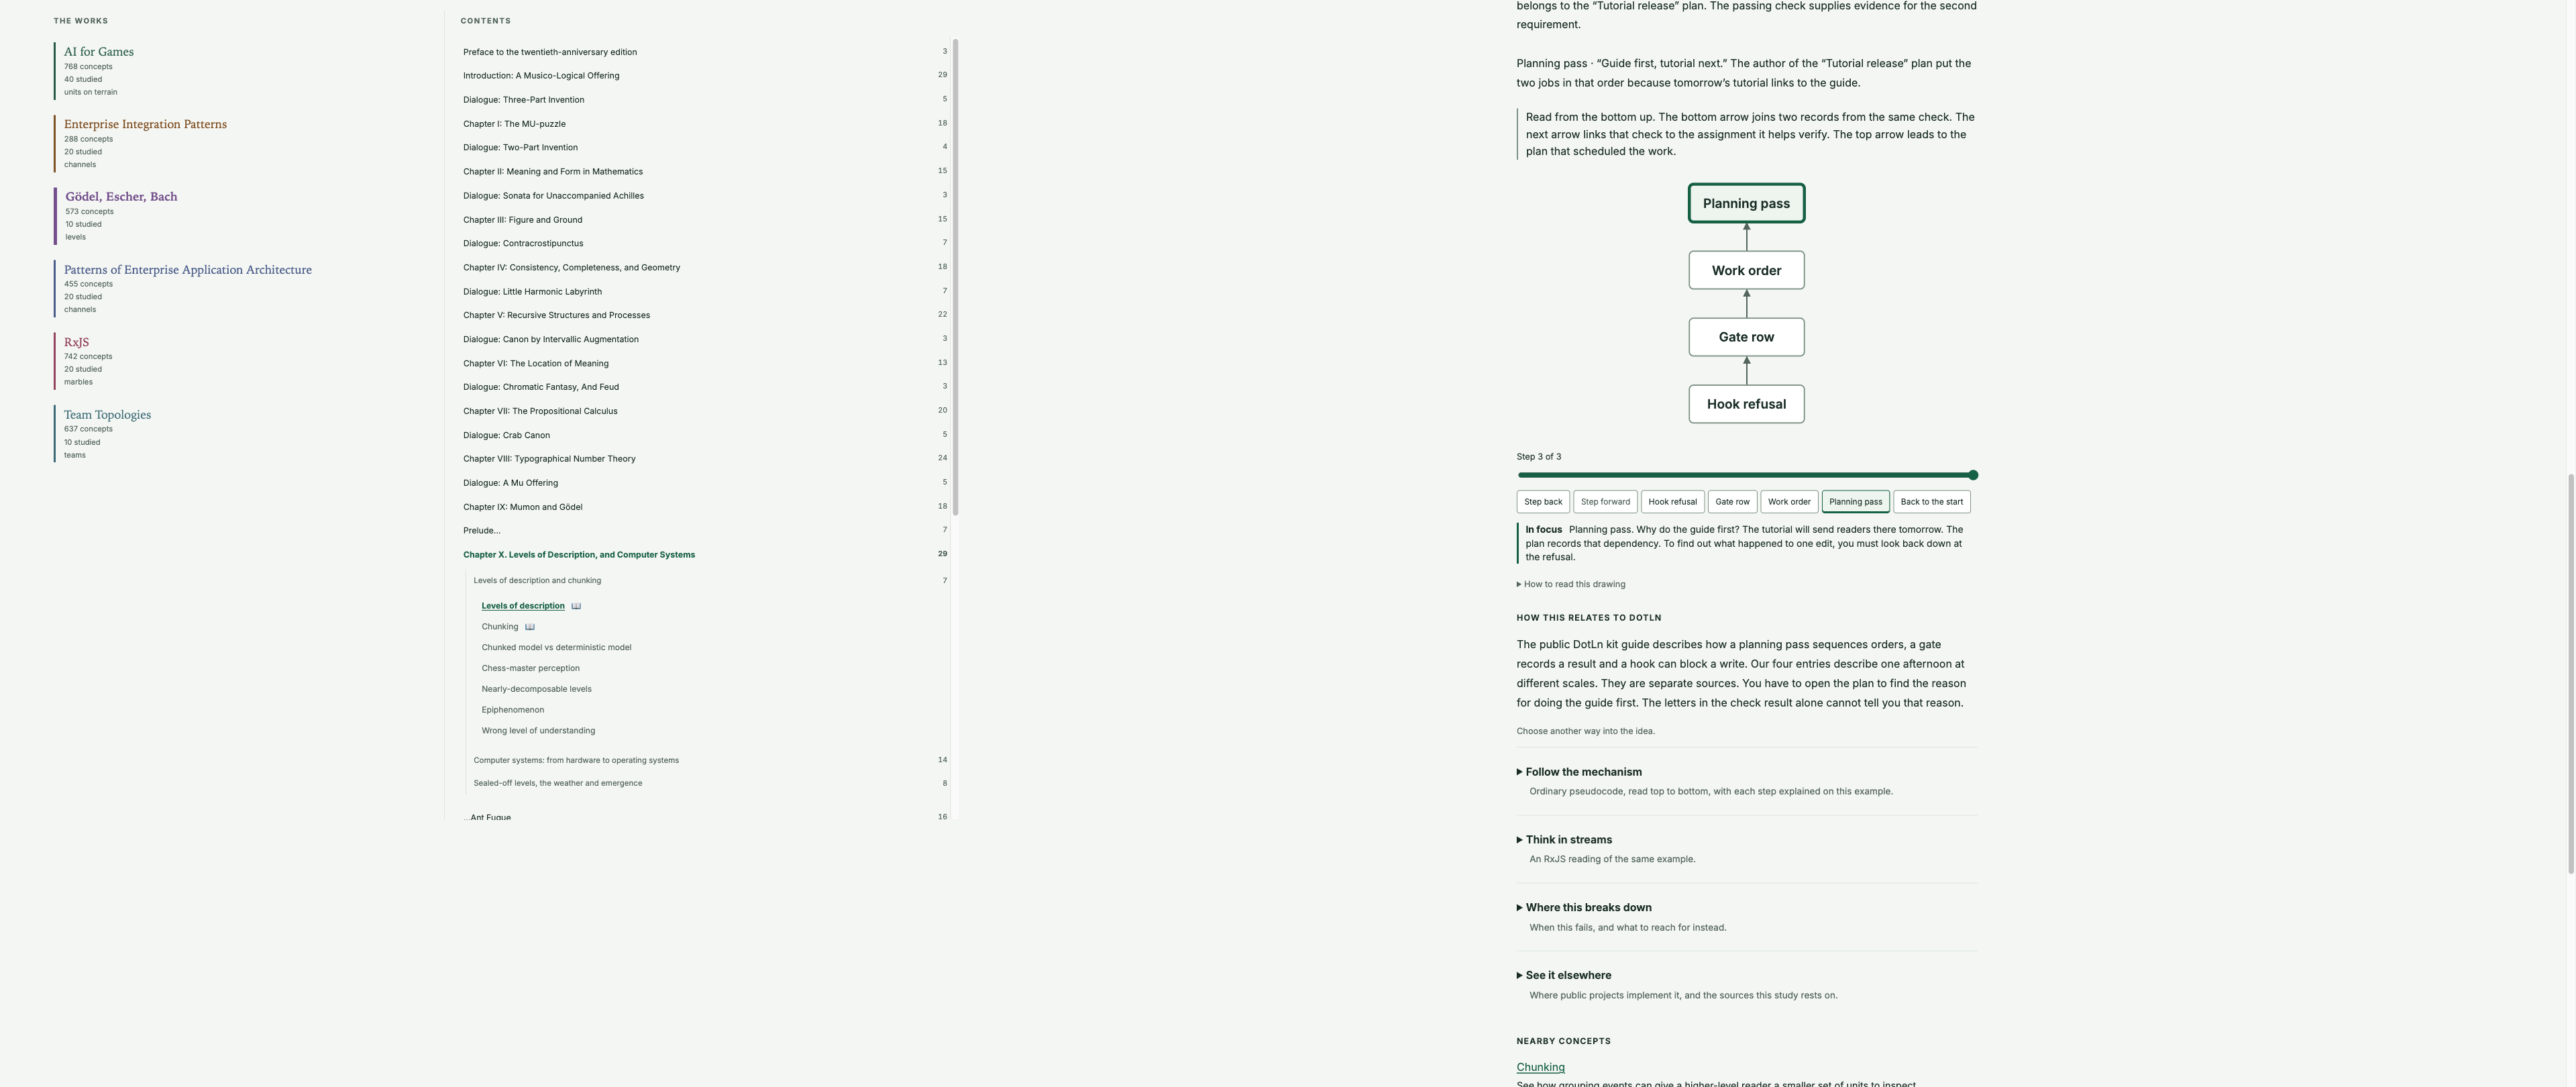 THE WORKS
AI for Games
768 concepts
40 studied
units on terrain
Enterprise Integration Patterns
288 concepts
20 studied
channels
Gödel, Escher, Bach
573 concepts
10 studied
levels
Patterns of Enterprise Application Architecture
455 concepts
20 studied
channels
RxJS
742 concepts
20 studied
marbles
Team Topologies
637 concepts
10 studied
teams
CONTENTS
Preface to the twentieth-anniversary edition 3
Introduction: A Musico-Logical Offering 29
Dialogue: Three-Part Invention 5
Chapter I: The MU-puzzle 18
Dialogue: Two-Part Invention 4
Chapter II: Meaning and Form in Mathematics 15
Dialogue: Sonata for Unaccompanied Achilles 3
Chapter III: Figure and Ground 15
Dialogue: Contracrostipunctus 7
Chapter IV: Consistency, Completeness, and Geometry 18
Dialogue: Little Harmonic Labyrinth 7
Chapter V: Recursive Structures and Processes 22
Dialogue: Canon by Intervallic Augmentation 3
Chapter VI: The Location of Meaning 13
Dialogue: Chromatic Fantasy, And Feud 3
Chapter VII: The Propositional Calculus 20
Dialogue: Crab Canon 5
Chapter VIII: Typographical Number Theory 24
Dialogue: A Mu Offering 5
Chapter IX: Mumon and Gödel 18
Prelude... 7
Chapter X. Levels of Description, and Computer Systems 29
Levels of description and chunking 7
Levels of description
Chunking
Chunked model vs deterministic model
Chess-master perception
Nearly-decomposable levels
Epiphenomenon
Wrong level of understanding
Computer systems: from hardware to operating systems 14
Sealed-off levels, the weather and emergence 8
...Ant Fugue 16
belongs to the “Tutorial release” plan. The passing check supplies evidence for the second
requirement.
Planning pass · “Guide first, tutorial next.” The author of the “Tutorial release” plan put the
two jobs in that order because tomorrow’s tutorial links to the guide.
Read from the bottom up. The bottom arrow joins two records from the same check. The
next arrow links that check to the assignment it helps verify. The top arrow leads to the
plan that scheduled the work.
Planning pass
Work order
Gate row
Hook refusal
Step 3 of 3
Step back Step forward Hook refusal Gate row Work order Planning pass Back to the start
In focus Planning pass. Why do the guide first? The tutorial will send readers there tomorrow. The
plan records that dependency. To find out what happened to one edit, you must look back down at
the refusal.
How to read this drawing
HOW THIS RELATES TO DOTLN
The public DotLn kit guide describes how a planning pass sequences orders, a gate
records a result and a hook can block a write. Our four entries describe one afternoon at
different scales. They are separate sources. You have to open the plan to find the reason
for doing the guide first. The letters in the check result alone cannot tell you that reason.
Choose another way into the idea.
Follow the mechanism
Ordinary pseudocode, read top to bottom, with each step explained on this example.
Think in streams
An RxJS reading of the same example.
Where this breaks down
When this fails, and what to reach for instead.
See it elsewhere
Where public projects implement it, and the sources this study rests on.
NEARBY CONCEPTS
Chunking
See how grouping events can give a higher-level reader a smaller set of units to inspect.